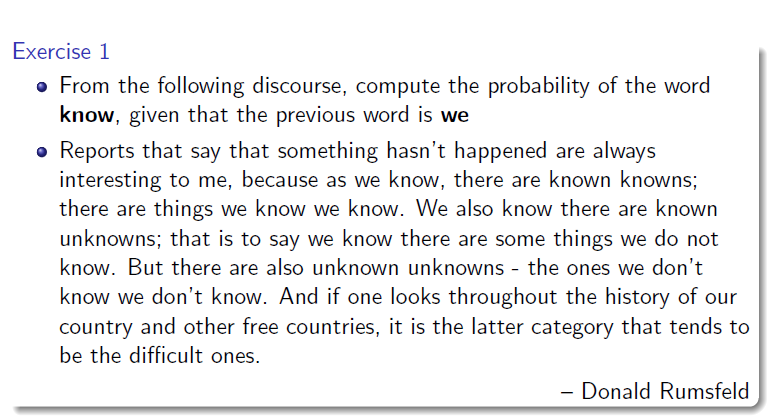 Exercise 1
From the following discourse, compute the probability of the word
know, given that the previous word is we
Reports that say that something hasn't happened are always
interesting to me, because as we know, there are known knowns;
there are things we know we know. We also know there are known
unknowns; that is to say we know there are some things we do not
know. But there are also unknown unknowns - the ones we don't
know we don't know. And if one looks throughout the history of our
country and other free countries, it is the latter category that tends to
be the difficult ones.
– Donald Rumsfeld